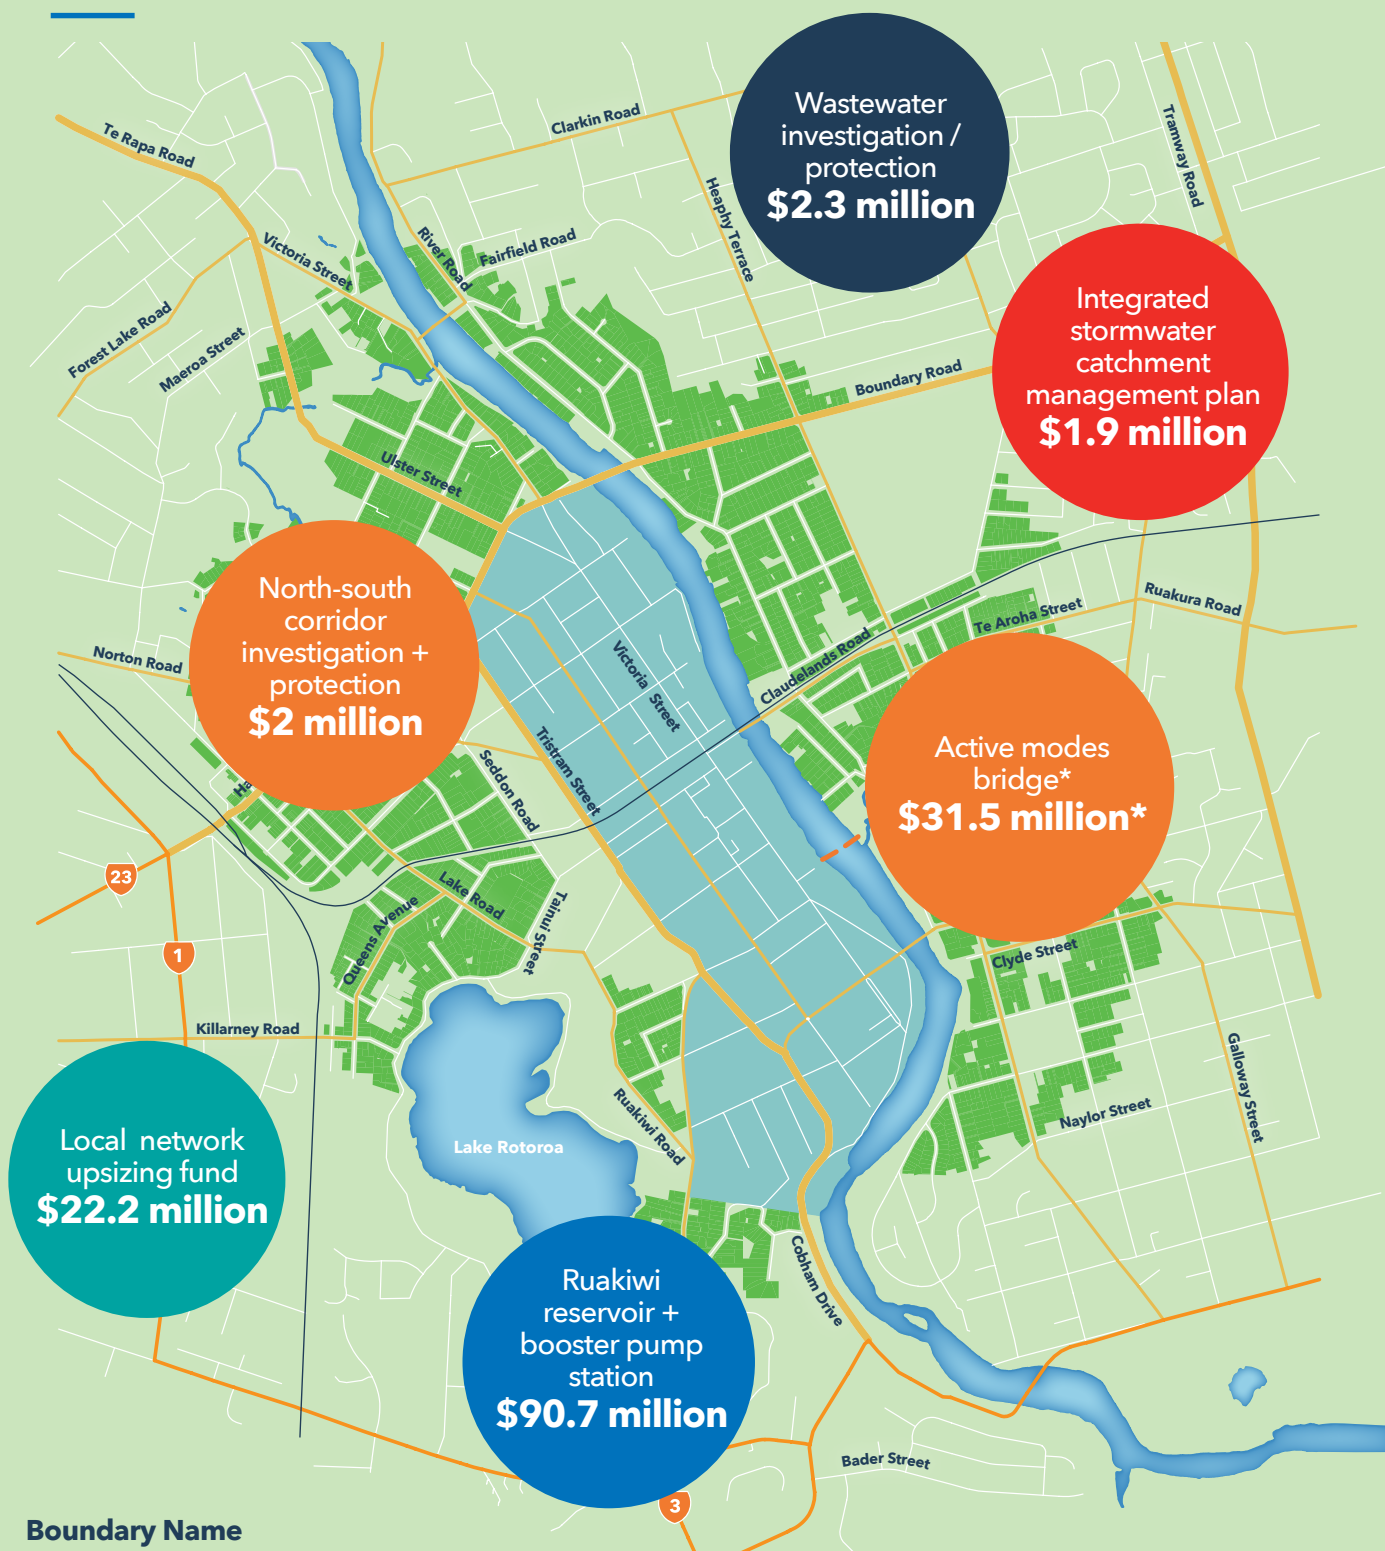 Wastewater
investigation /
protection
$2.3 million
Clarkin Road
Tramway Road
Te Rapa Road
Heaphy Terrace
River Road
Fairfield Road
Victoria Street
Integrated
stormwater
catchment
management plan
$1.9 million
Forest Lake Road
Maeroa Street
Boundary Road
Ulster Street
North-south
corridor
investigation +
protection
$2 million
Ruakura Road
Te Aroha Street
Claudelands Road
Victoria Street
Norton Road
Tristram Street
Seddon Road
Ha
Active modes
bridge*
$31.5 million*
23
Lake Road
Queens Avenue
Tainui Street
1
Clyde Street
Killarney Road
Galloway Street
Ruakiwi Road
Naylor Street
Lake Rotoroa
Local network
upsizing fund
$22.2 million
Cobham Drive
Ruakiwi
reservoir +
booster pump
station
$90.7 million
Bader Street
3
Boundary Name